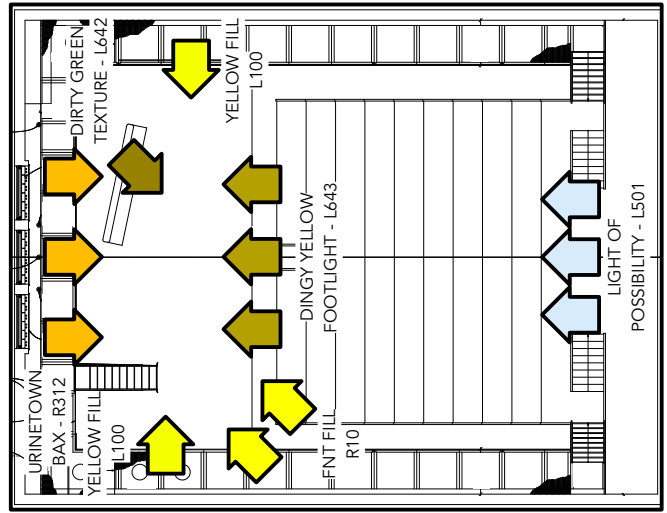 URINETOWN
BAX - R312
YELLOW FILL
L100
DIRTY GREEN
TEXTURE - L642
YELLOW FILL
L100
DINGY YELLOW
FOOTLIGHT - L643
FNT FILL
R10
LIGHT OF
POSSIBILITY - L501